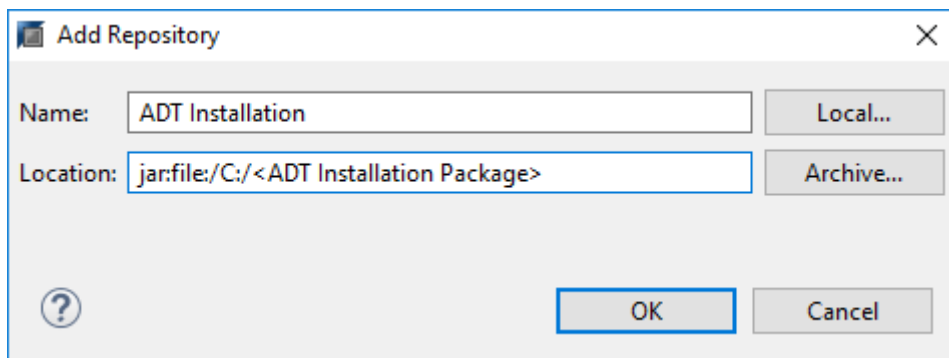 Add Repository
Name: ADT Installation Local...
Location: jar:file:/C:/<ADT Installation Package> Archive...
? OK Cancel